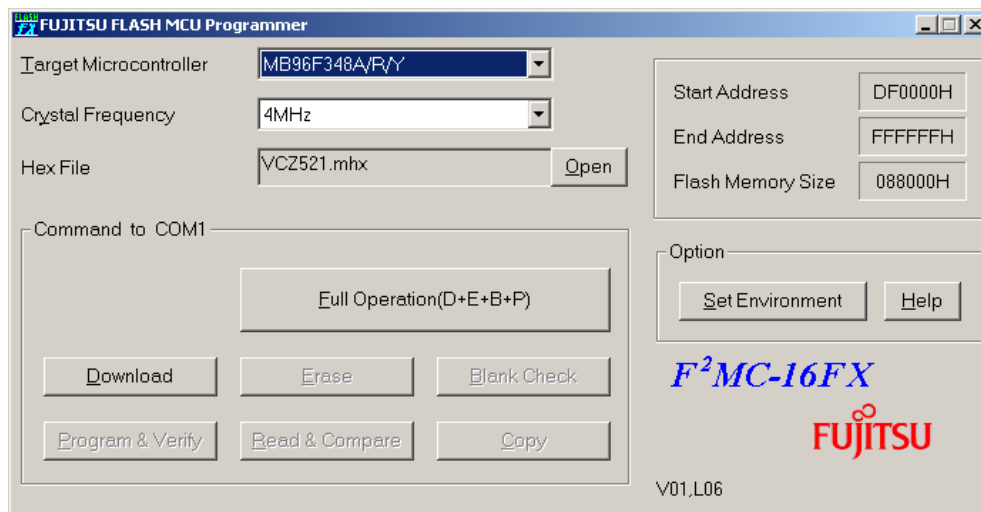 FLASH
FX FUJITSU FLASH MCU Programmer
Target Microcontroller MB96F348A/R/Y
Crystal Frequency 4MHz
Hex File VCZ521.mhx Open
Start Address DF0000H
End Address FFFFFFH
Flash Memory Size 088000H
Command to COM1
Full Operation(D+E+B+P)
Download Erase Blank Check
Program & Verify Read & Compare Copy
Option
Set Environment Help
F²MC-16FX
FUJITSU
V01,L06